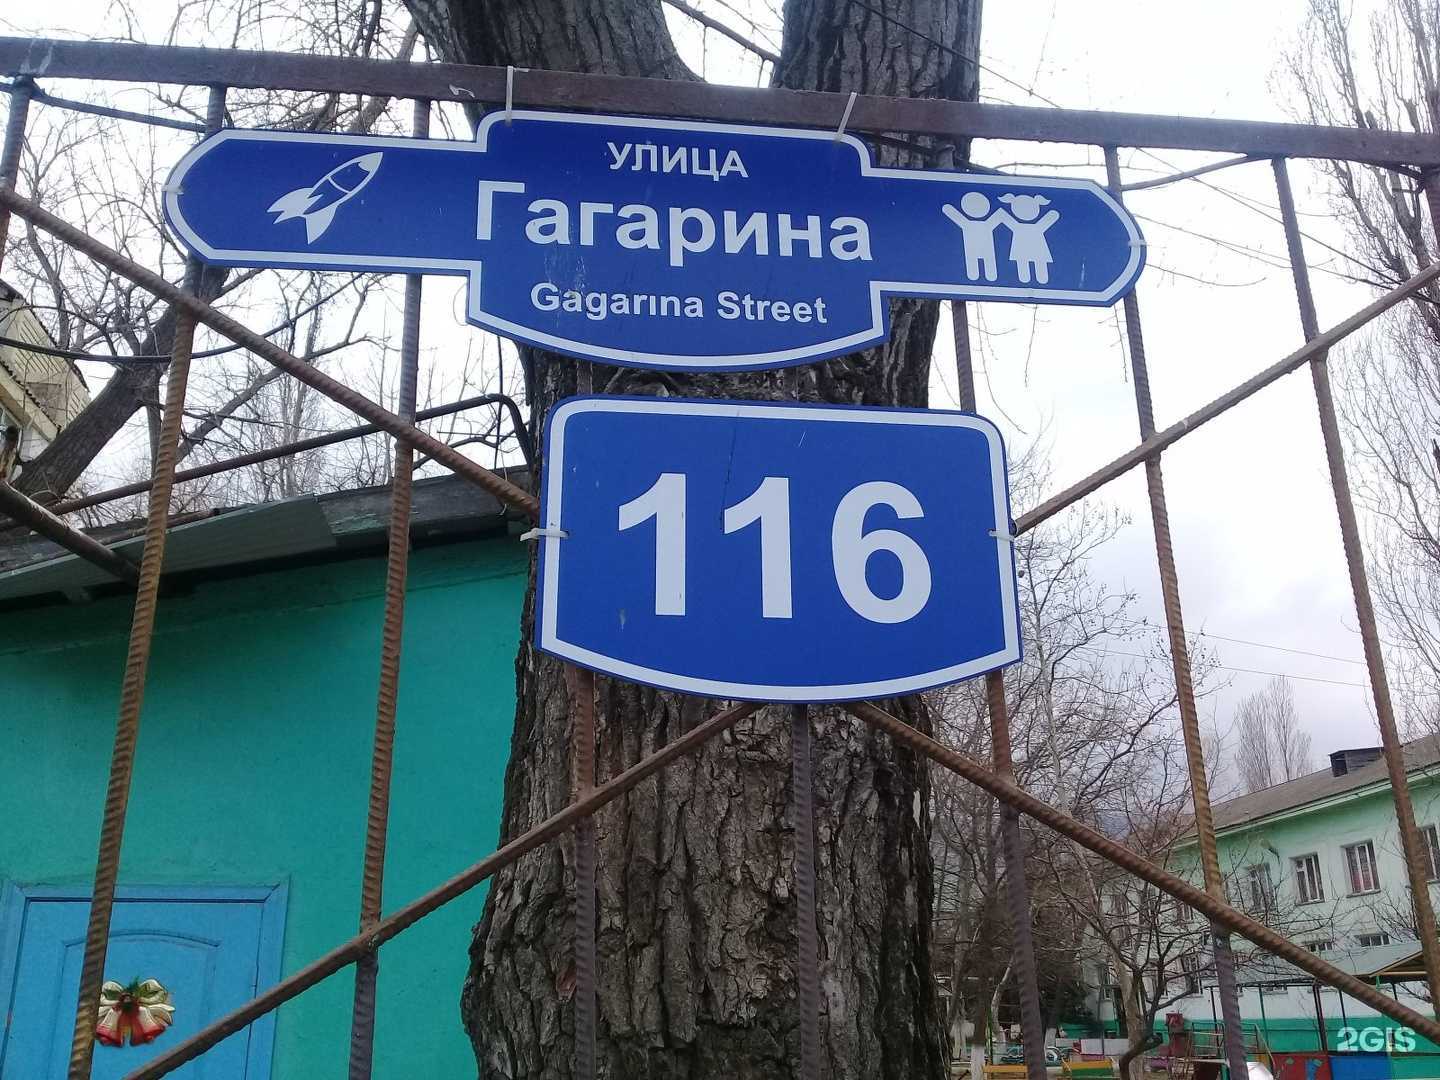 УЛИЦА
Гагарина
Gagarina Street
116
2GIS